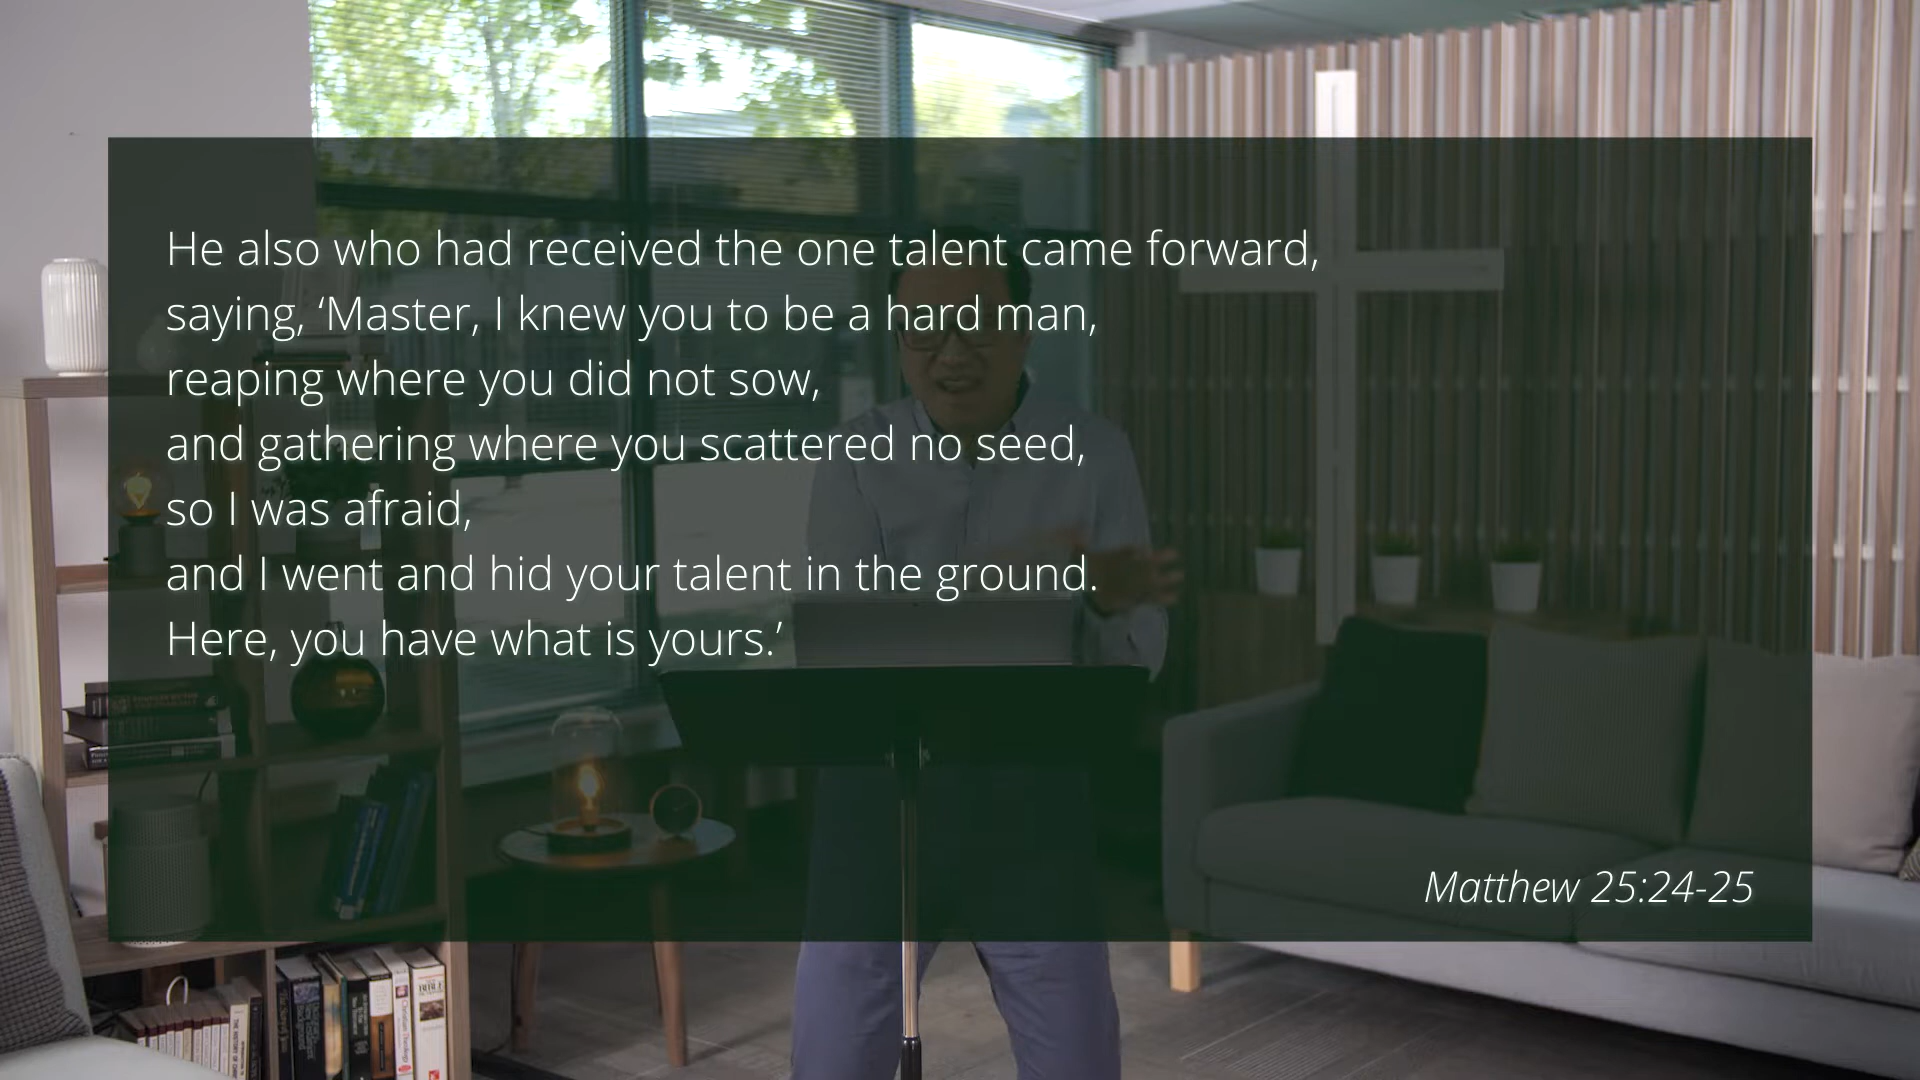 He also who had received the one talent came forward,
saying, ‘Master, I knew you to be a hard man,
reaping where you did not sow,
and gathering where you scattered no seed,
so I was afraid,
and I went and hid your talent in the ground.
Here, you have what is yours.’
Matthew 25:24-25